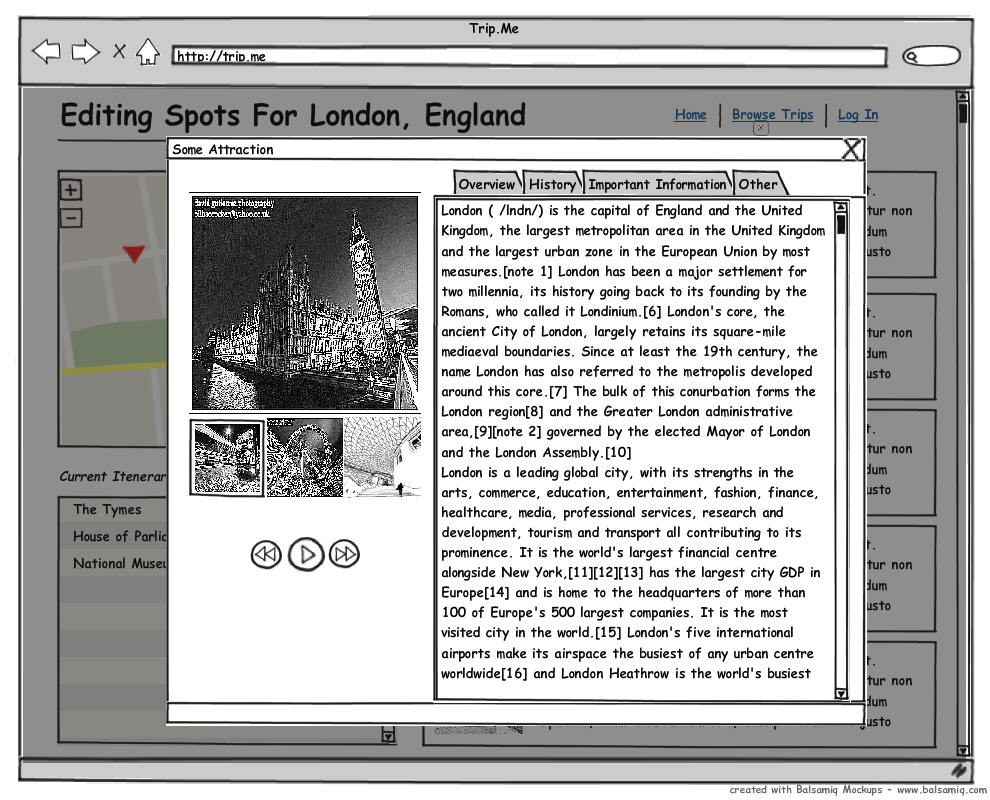 Trip.Me
http://trip.me
Editing Spots For London, England
Home
Browse Trips
Log In
Some Attraction
Overview
History
Important Information
Other
david gutierrez photography
London ( /lndn/) is the capital of England and the United
Kingdom, the largest metropolitan area in the United Kingdom
and the largest urban zone in the European Union by most
measures.[note 1] London has been a major settlement for
two millennia, its history going back to its founding by the
Romans, who called it Londinium.[6] London's core, the
ancient City of London, largely retains its square-mile
mediaeval boundaries. Since at least the 19th century, the
name London has also referred to the metropolis developed
around this core.[7] The bulk of this conurbation forms the
London region[8] and the Greater London administrative
area,[9][note 2] governed by the elected Mayor of London
and the London Assembly.[10]
London is a leading global city, with its strengths in the
arts, commerce, education, entertainment, fashion, finance,
healthcare, media, professional services, research and
development, tourism and transport all contributing to its
prominence. It is the world's largest financial centre
alongside New York,[11][12][13] has the largest city GDP in
Europe[14] and is home to the headquarters of more than
100 of Europe's 500 largest companies. It is the most
visited city in the world.[15] London's five international
airports make its airspace the busiest of any urban centre
worldwide[16] and London Heathrow is the world's busiest
Current Itenerar
The Tymes
House of Parlic
National Museu
t.
tur non
dum
usto
t.
tur non
dum
usto
t.
tur non
dum
usto
t.
tur non
dum
usto
t.
tur non
dum
gusto
created with Balsamiq Mockups - www.balsamiq.com